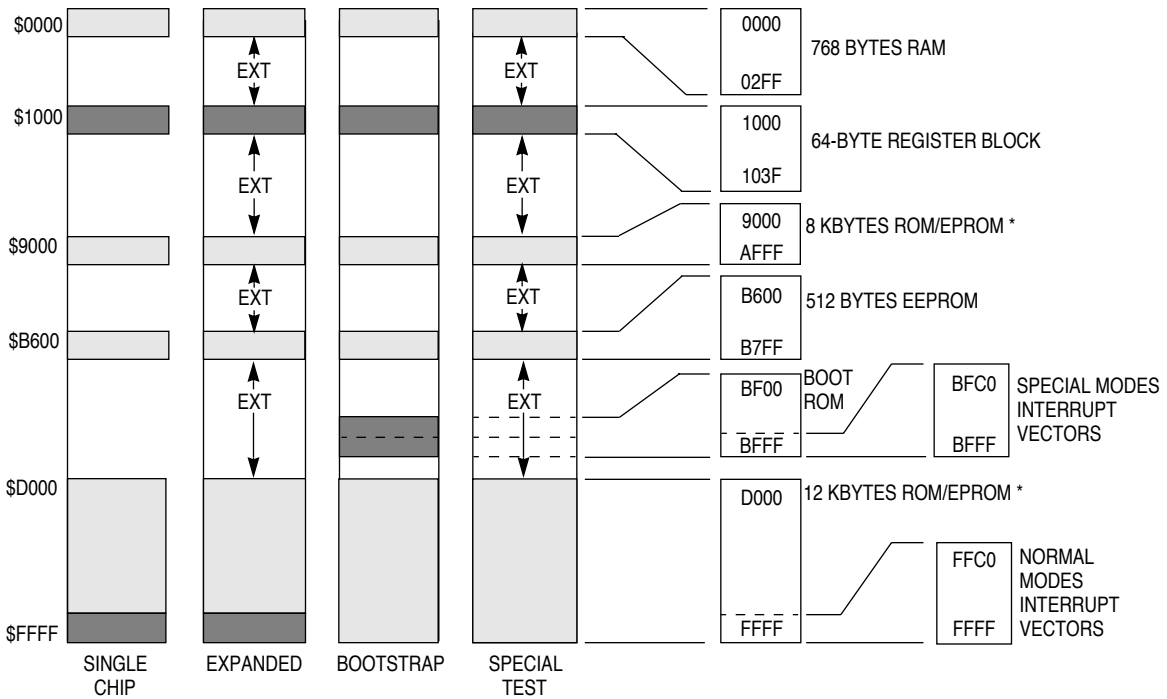 $0000
EXT
EXT
0000
02FF
768 BYTES RAM
$1000
1000
103F
64-BYTE REGISTER BLOCK
EXT
EXT
$9000
9000
AFFF
8 KBYTES ROM/EPROM *
EXT
EXT
$B600
B600
B7FF
512 BYTES EEPROM
EXT
EXT
BF00
BFFF
BOOT
ROM
BFC0
BFFF
SPECIAL MODES
INTERRUPT
VECTORS
$D000
D000
FFFF
12 KBYTES ROM/EPROM *
FFC0
FFFF
NORMAL
MODES
INTERRUPT
VECTORS
$FFFF
SINGLE
CHIP
EXPANDED
BOOTSTRAP
SPECIAL
TEST